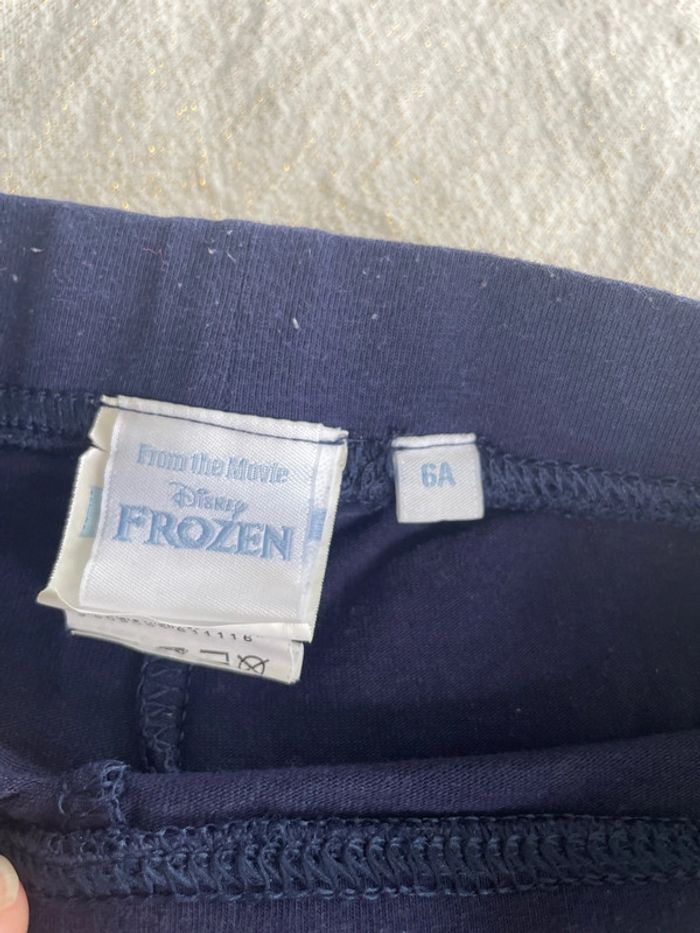 From the Movie
Disney
FROZEN
6A